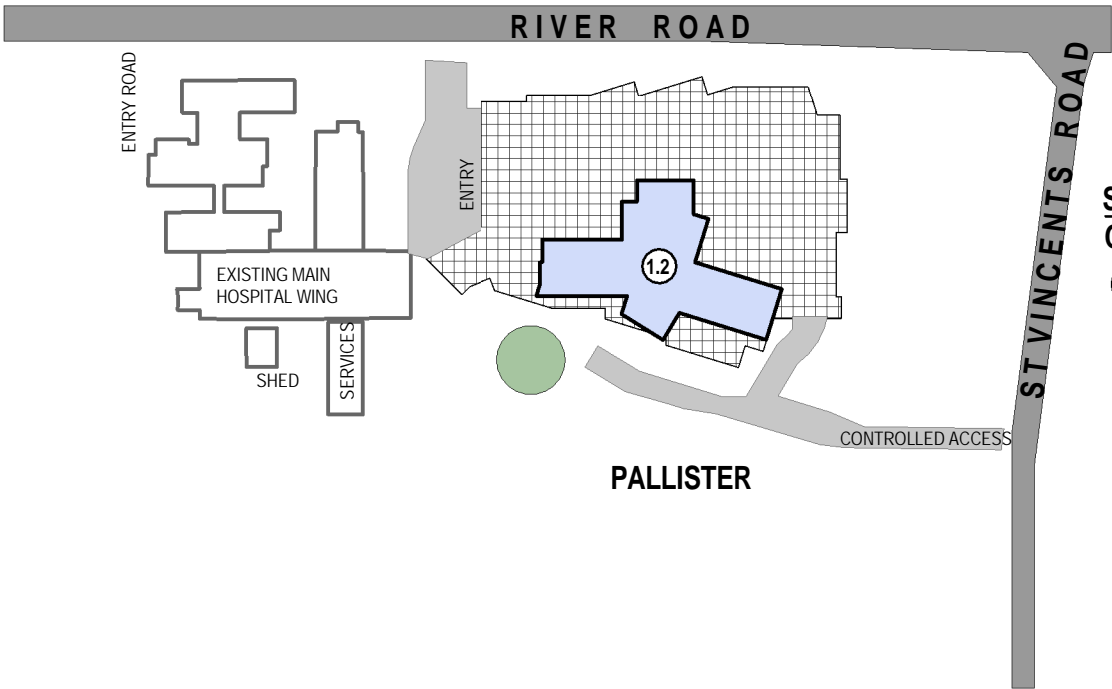 RIVER ROAD
ENTRY ROAD
ENTRY
ST VINCENTS ROAD
1.2
EXISTING MAIN
HOSPITAL WING
SERVICES
SHED
CONTROLLED ACCESS
PALLISTER